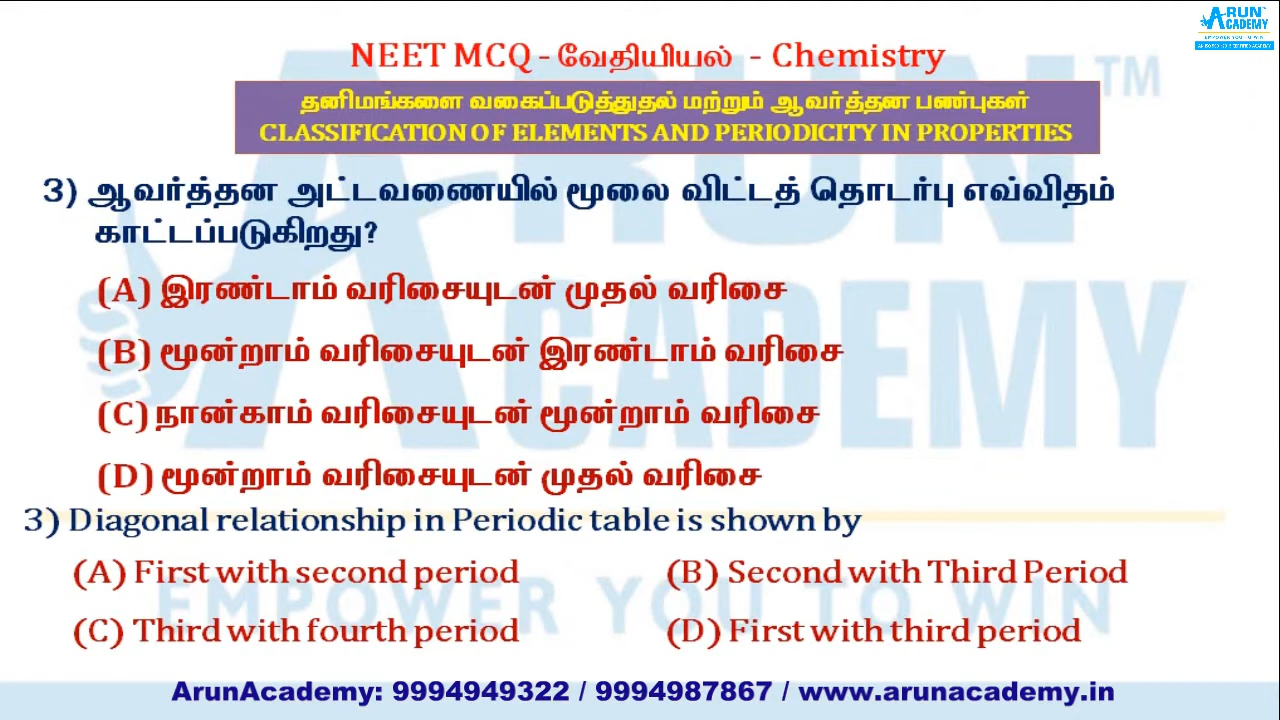 ARUN
ACADEMY
NEET MCQ - வேதியியல் - Chemistry
தனிமங்களை வகைப்படுத்துதல் மற்றும் ஆவர்த்தன பண்புகள்
CLASSIFICATION OF ELEMENTS AND PERIODICITY IN PROPERTIES
3) ஆவர்த்தன அட்டவணையில் மூலை விட்டத் தொடர்பு எவ்விதம்
காட்டப்படுகிறது?
(A) இரண்டாம் வரிசையுடன் முதல் வரிசை
(B) மூன்றாம் வரிசையுடன் இரண்டாம் வரிசை
(C) நான்காம் வரிசையுடன் மூன்றாம் வரிசை
(D) மூன்றாம் வரிசையுடன் முதல் வரிசை
3) Diagonal relationship in Periodic table is shown by
(A) First with second period
(B) Second with Third Period
(C) Third with fourth period
(D) First with third period
ARUN TM
ACADEMY
EMPOWER YOU TO WIN
ArunAcademy: 9994949322 / 9994987867 / www.arunacademy.in